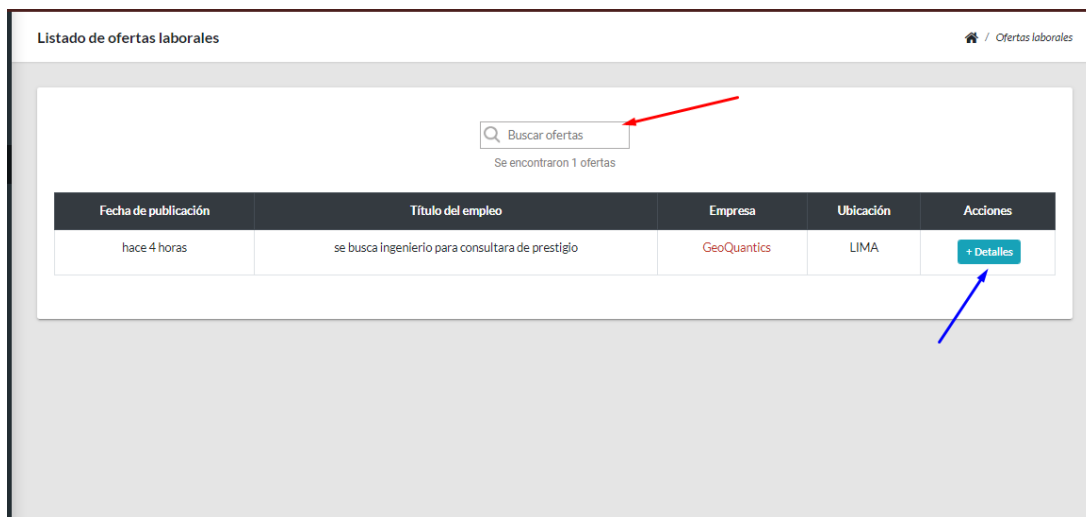 Listado de ofertas laborales
/ Ofertas laborales
Buscar ofertas
Se encontraron 1 ofertas
Fecha de publicación Título del empleo Empresa Ubicación Acciones
hace 4 horas se busca ingenierio para consultara de prestigio GeoQuantics LIMA + Detalles